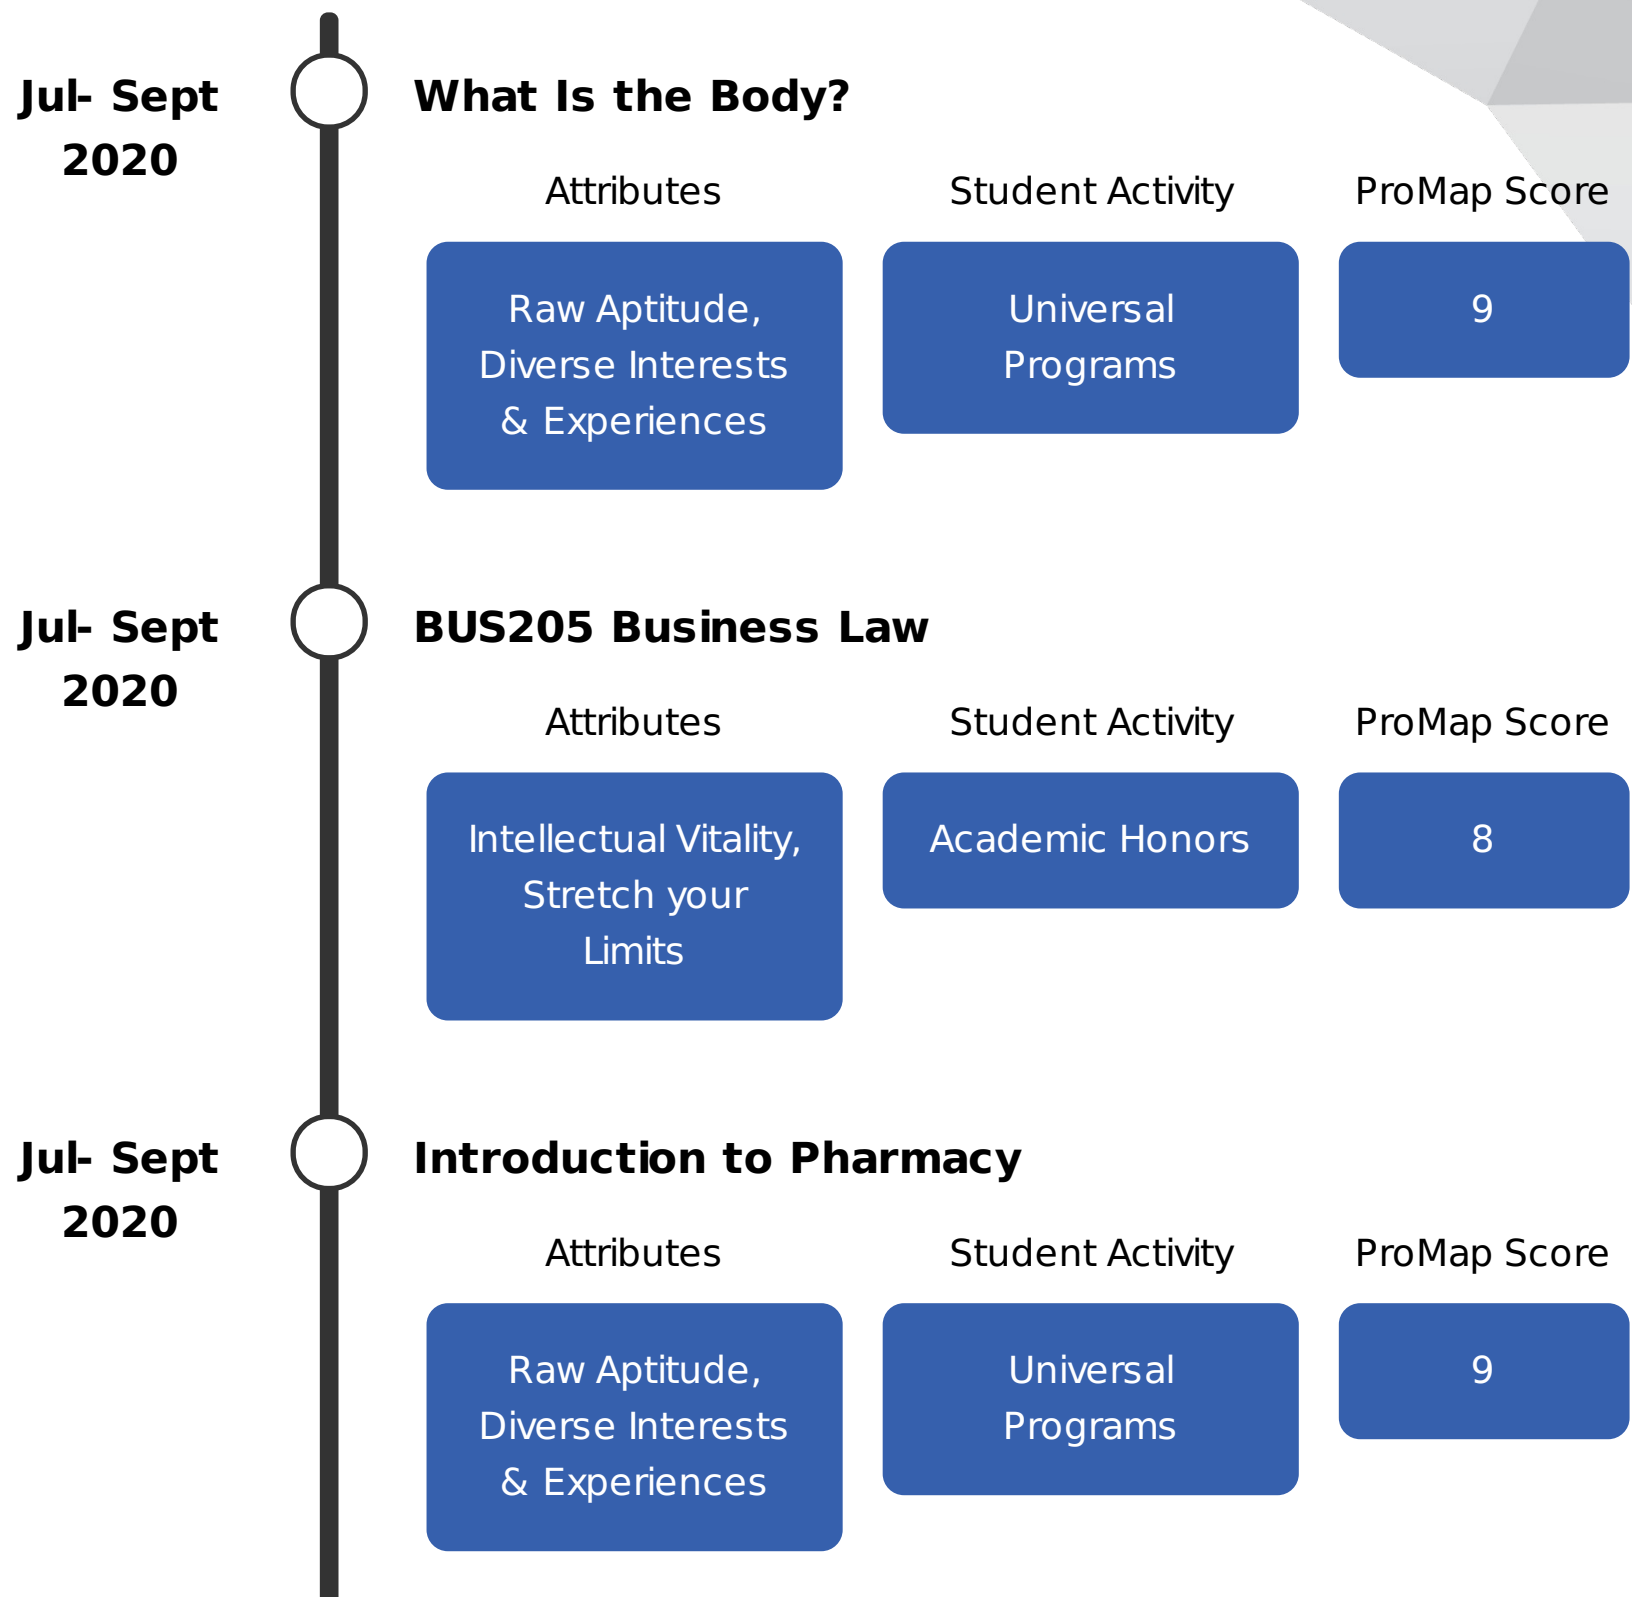 Jul- Sept
2020
What Is the Body?
Attributes
Student Activity
ProMap Score
Raw Aptitude,
Diverse Interests
& Experiences
Universal
Programs
9
Jul- Sept
2020
BUS205 Business Law
Attributes
Student Activity
ProMap Score
Intellectual Vitality,
Stretch your
Limits
Academic Honors
8
Jul- Sept
2020
Introduction to Pharmacy
Attributes
Student Activity
ProMap Score
Raw Aptitude,
Diverse Interests
& Experiences
Universal
Programs
9